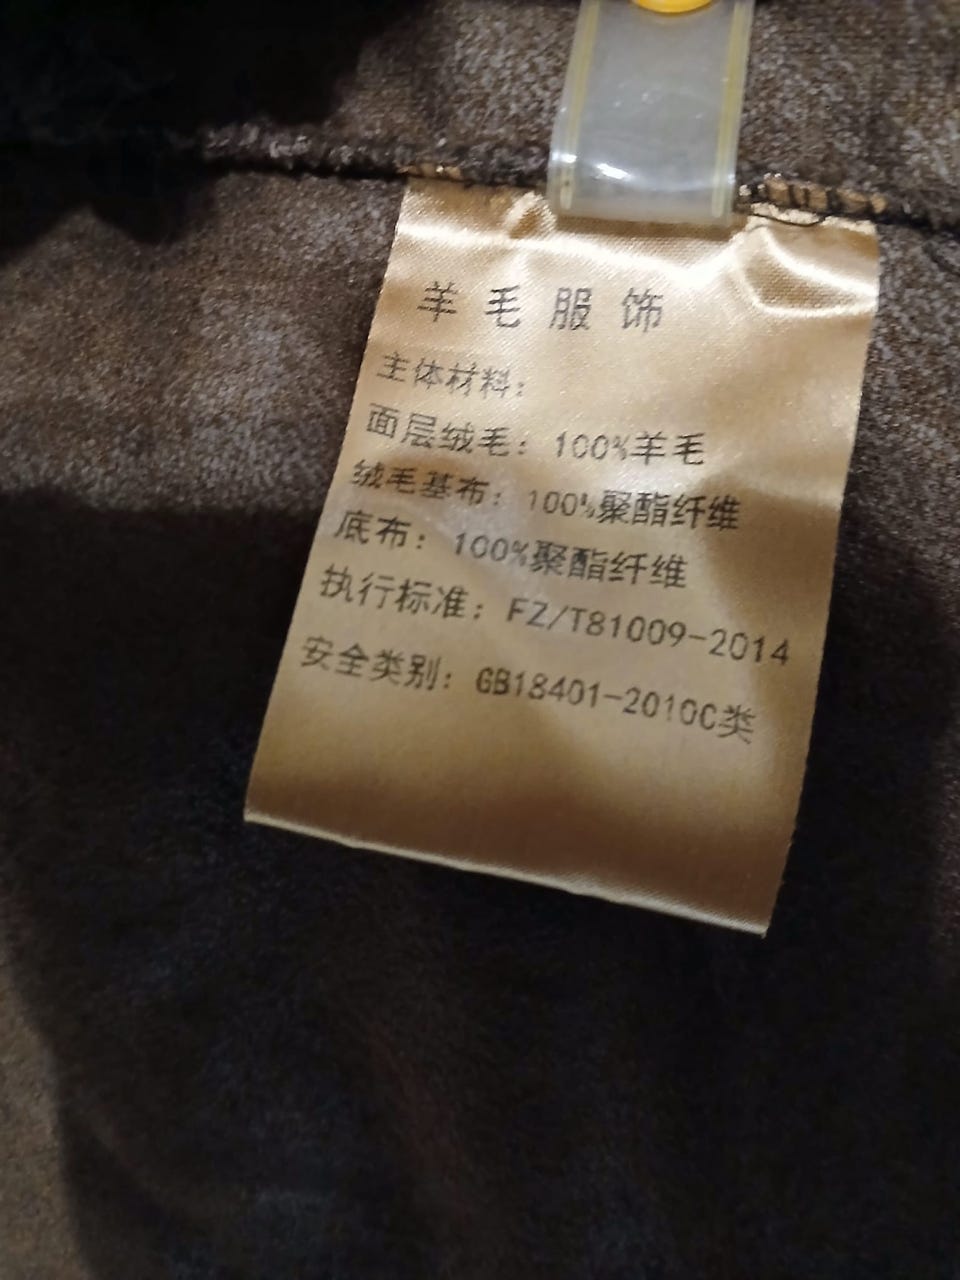 羊毛服饰
主体材料：
面层绒毛：100%羊毛
绒毛基布：100%聚酯纤维
底布：100%聚酯纤维
执行标准：FZ/T81009-2014
安全类别：GB18401-2010C类